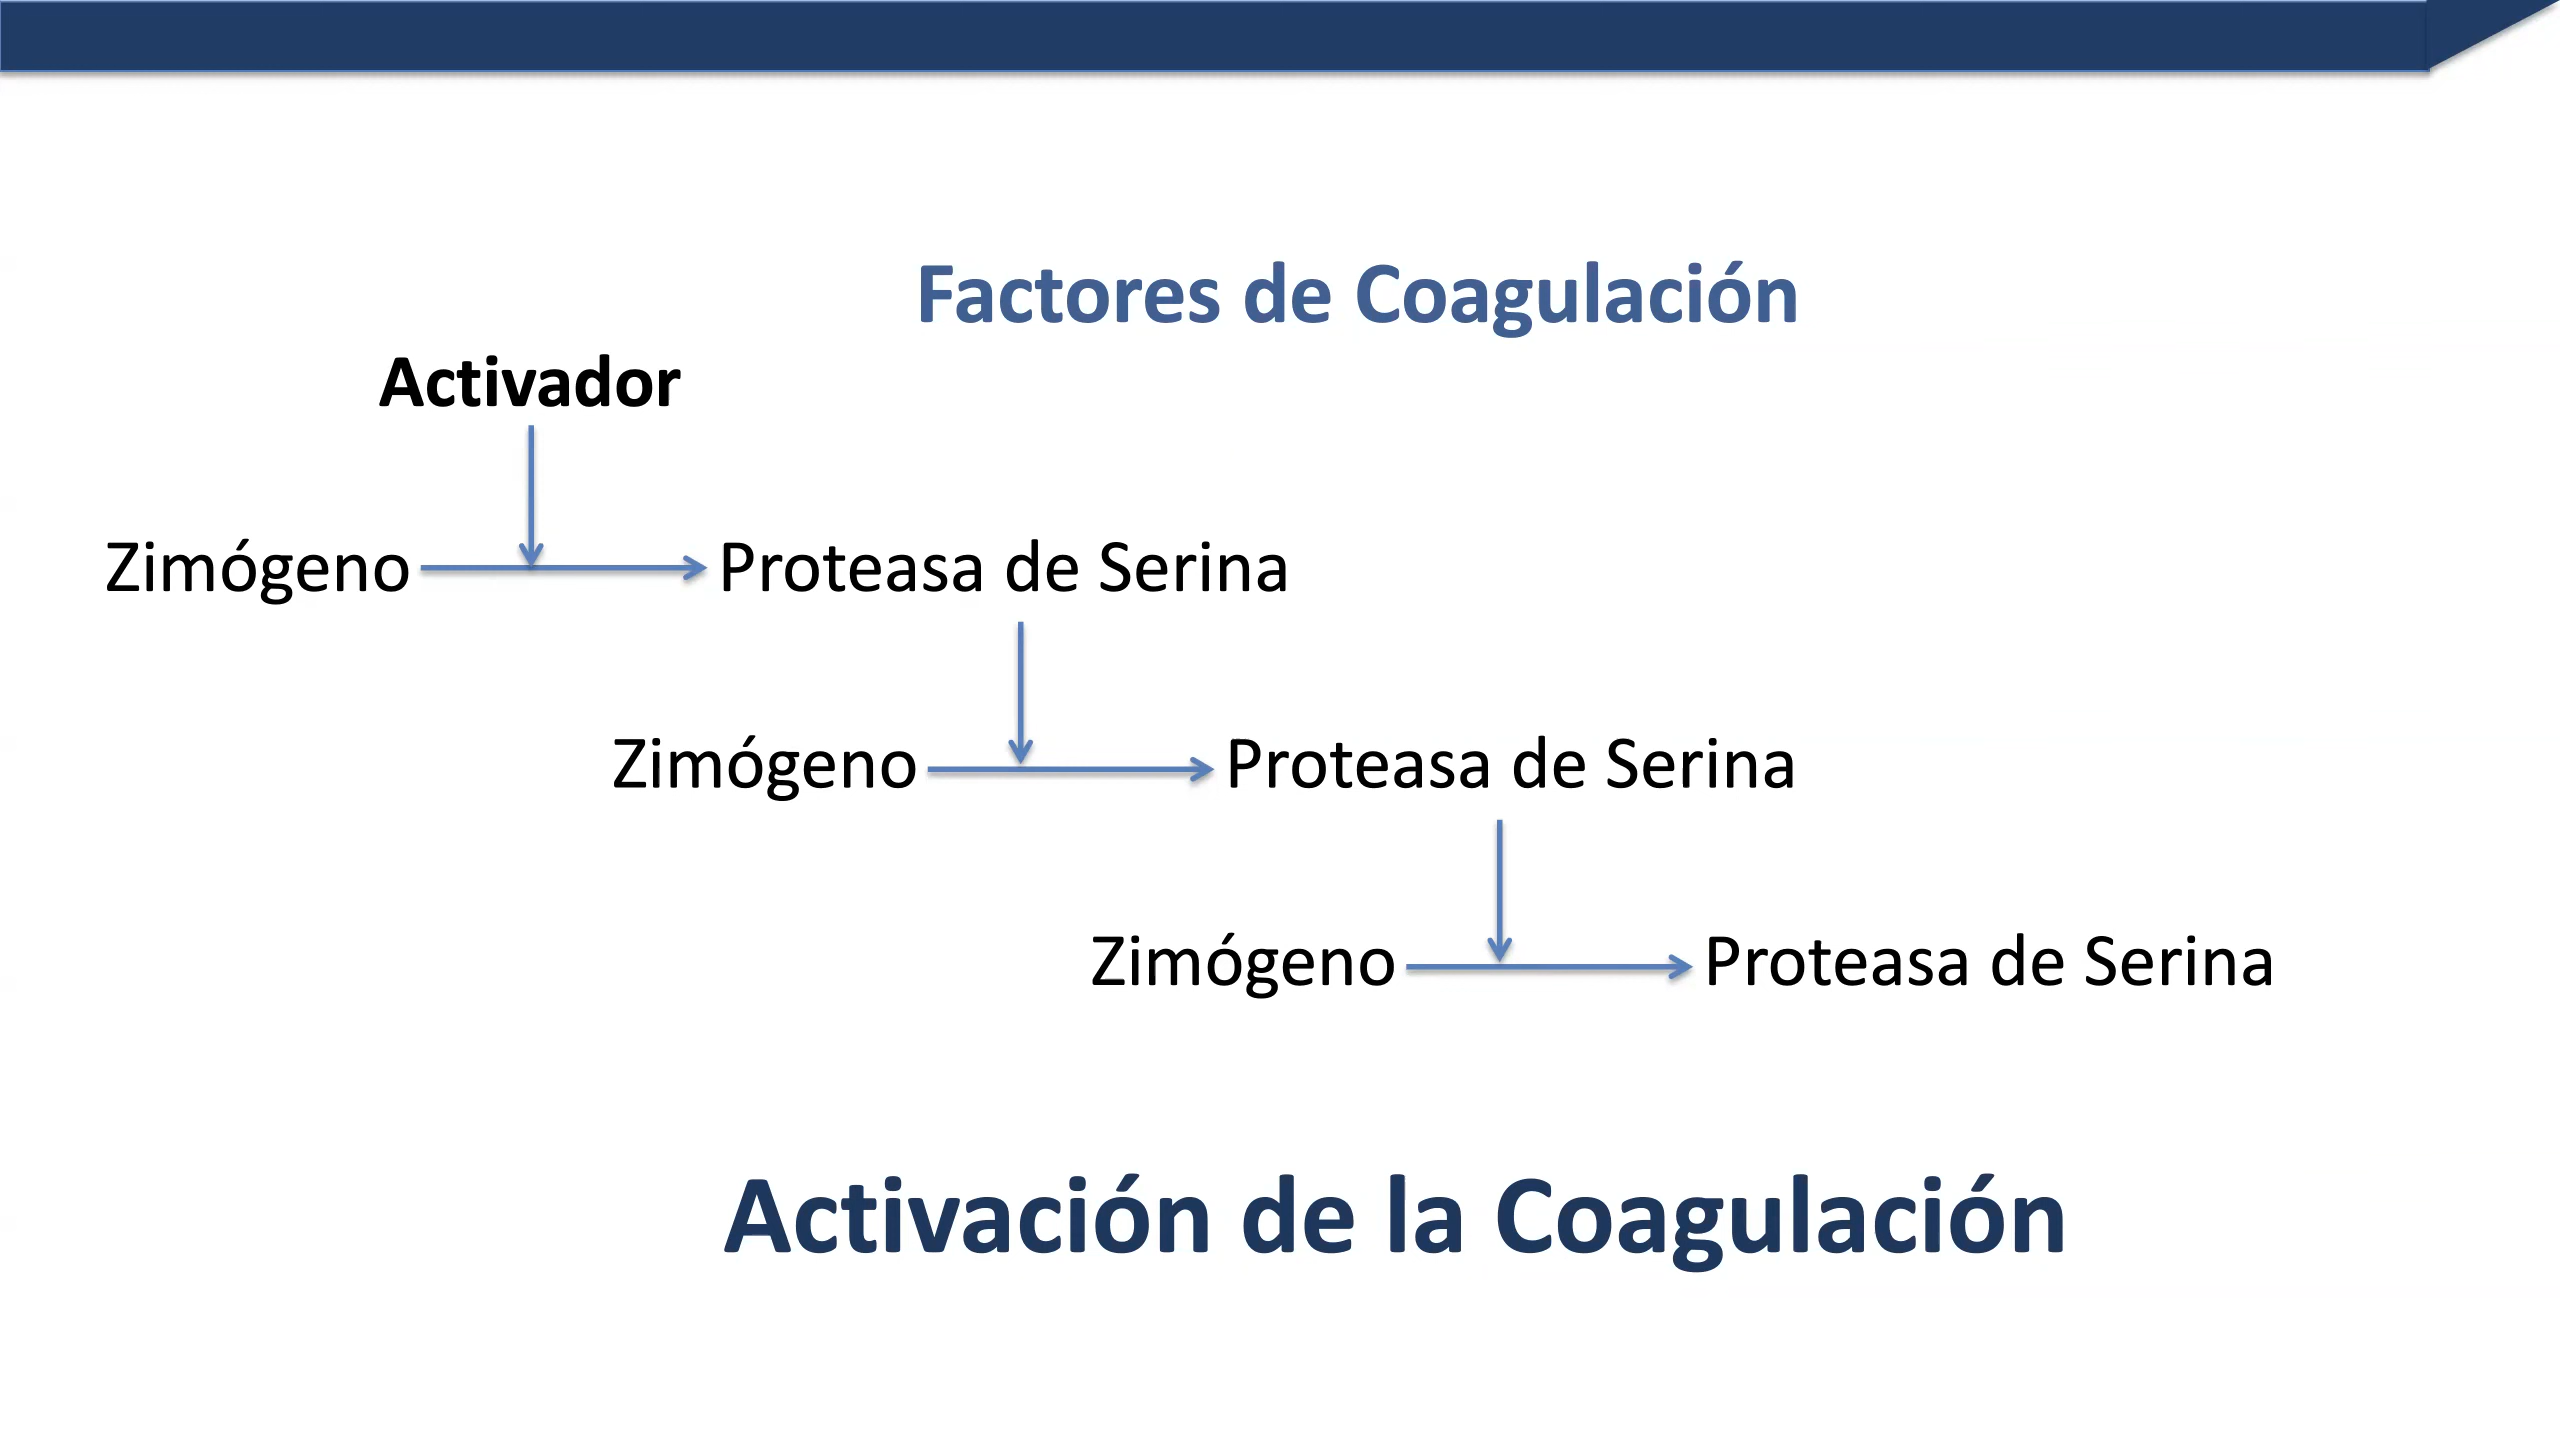 Factores de Coagulación
Activador
Zimógeno Proteasa de Serina
Zimógeno Proteasa de Serina
Zimógeno Proteasa de Serina
Activación de la Coagulación